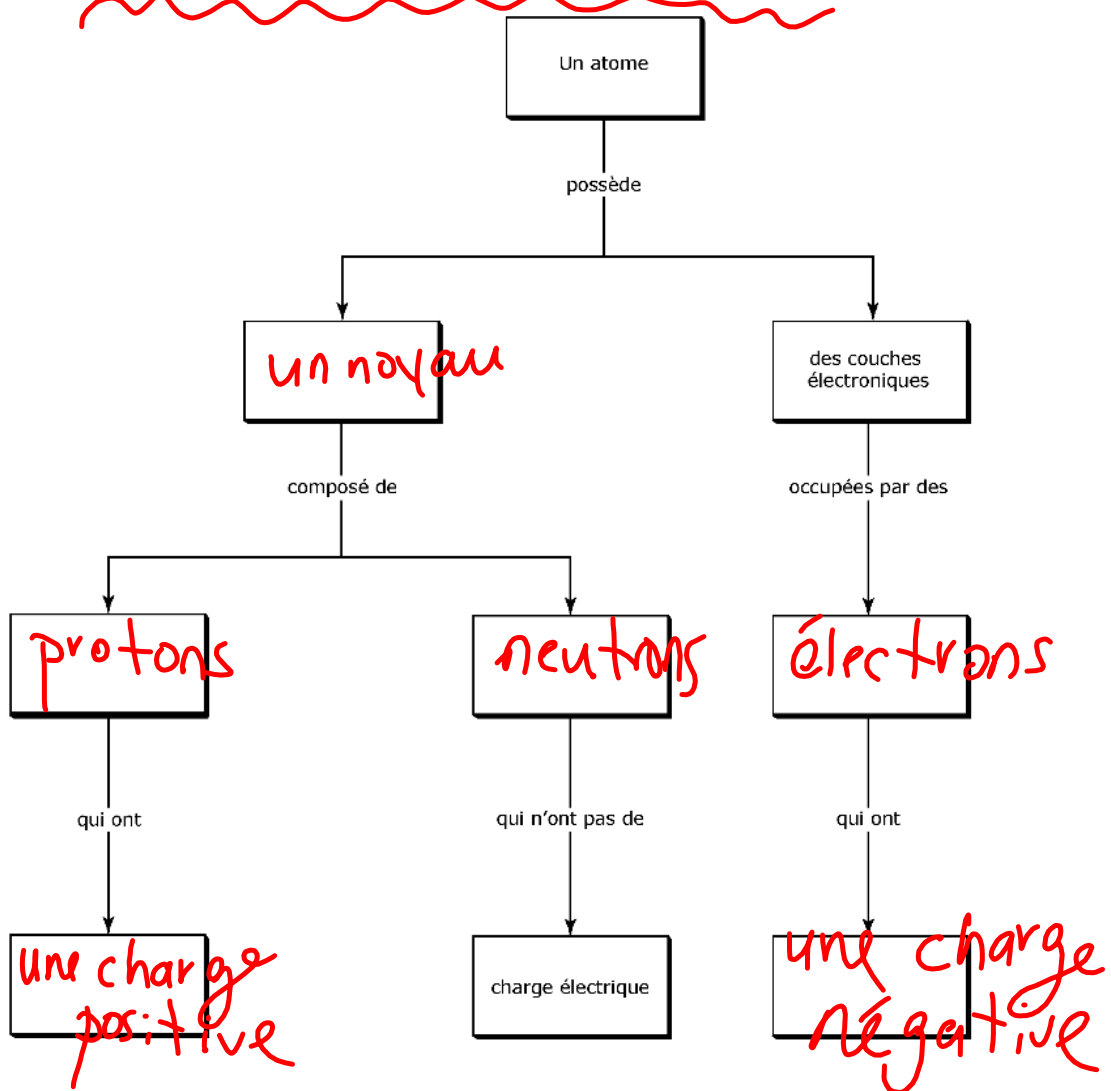 Un atome
possède
un noyau
des couches
électroniques
composé de
occupées par des
protons
neutrons
électrons
qui ont
qui n'ont pas de
qui ont
une charge
positive
charge électrique
une charge
négative